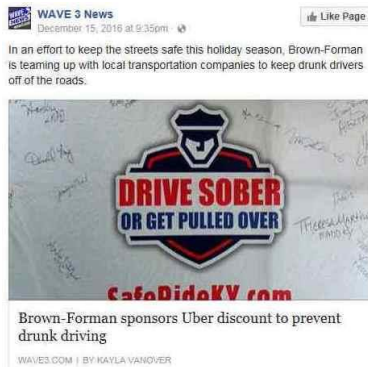 WAVE 3 News
December 15, 2016 at 9:35pm
Like Page
In an effort to keep the streets safe this holiday season, Brown-Forman
is teaming up with local transportation companies to keep drunk drivers
off of the roads.
DRIVE SOBER
OR GET PULLED OVER
SafeRideKY.com
Brown-Forman sponsors Uber discount to prevent
drunk driving
WAVE3.COM | BY KAYLA VANOVER